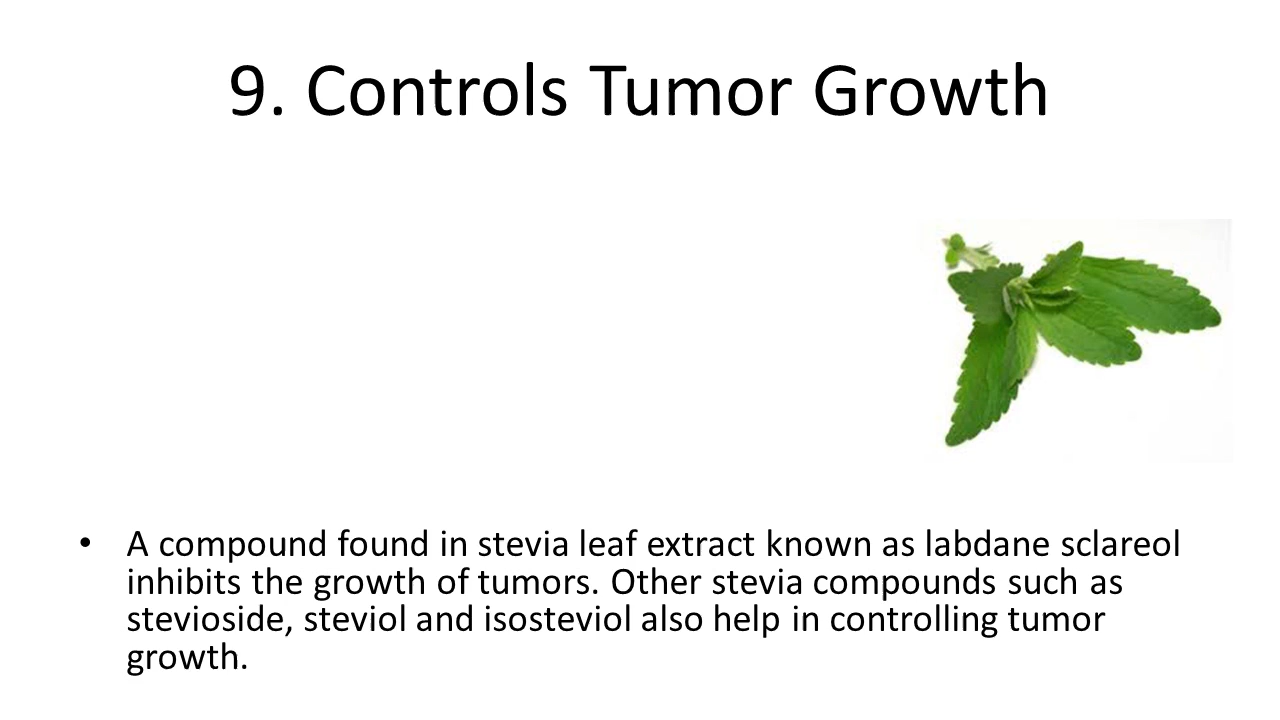 9. Controls Tumor Growth
• A compound found in stevia leaf extract known as labdane sclareol
inhibits the growth of tumors. Other stevia compounds such as
stevioside, steviol and isosteviol also help in controlling tumor
growth.